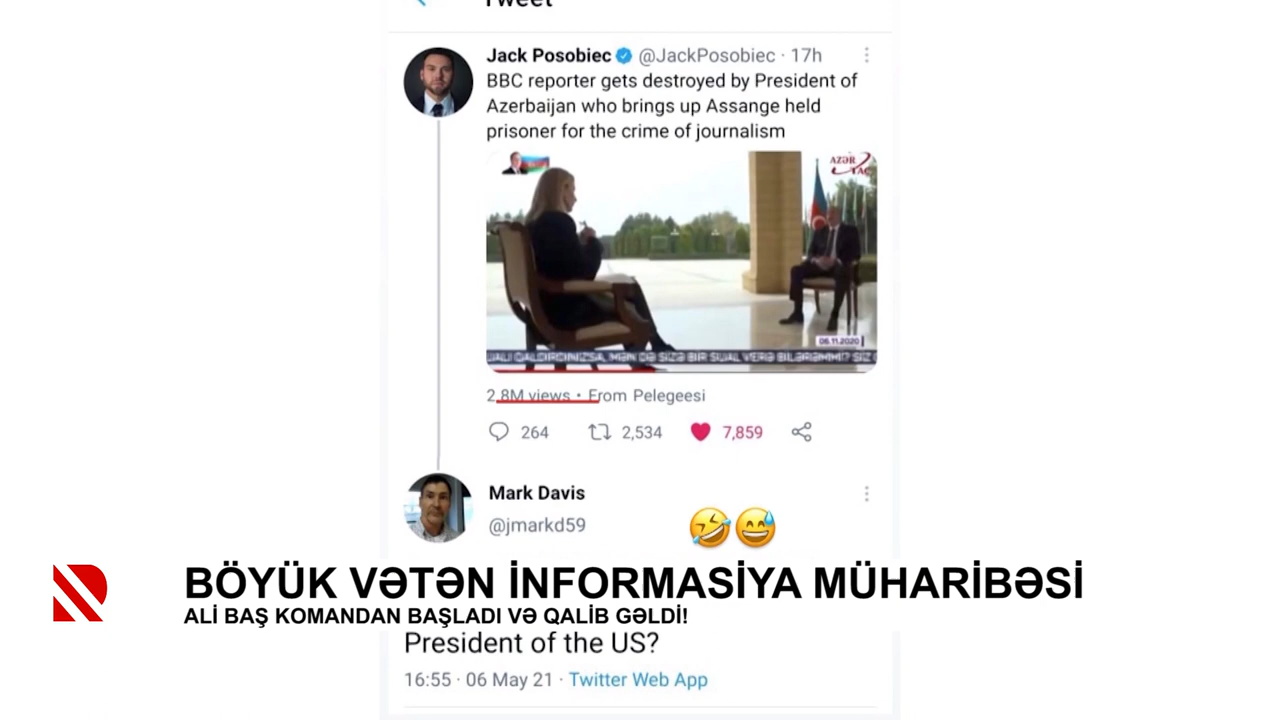 Tweet
Jack Posobiec @JackPosobiec · 17h
BBC reporter gets destroyed by President of
Azerbaijan who brings up Assange held
prisoner for the crime of journalism
AZƏR
TAC
06.11.2020
UALI QALDIRDINIZSA, MƏN DƏ SİZƏ BİR SUAL VERƏ BİLƏRƏMMİ? SİZ
2.8M views · From Pelegeesi
264 2,534 7,859
Mark Davis
@jmarkd59
BÖYÜK VƏTƏN İNFORMASİYA MÜHARİBƏSİ
ALİ BAŞ KOMANDAN BAŞLADI VƏ QALİB GƏLDİ!
President of the US?
16:55 · 06 May 21 · Twitter Web App